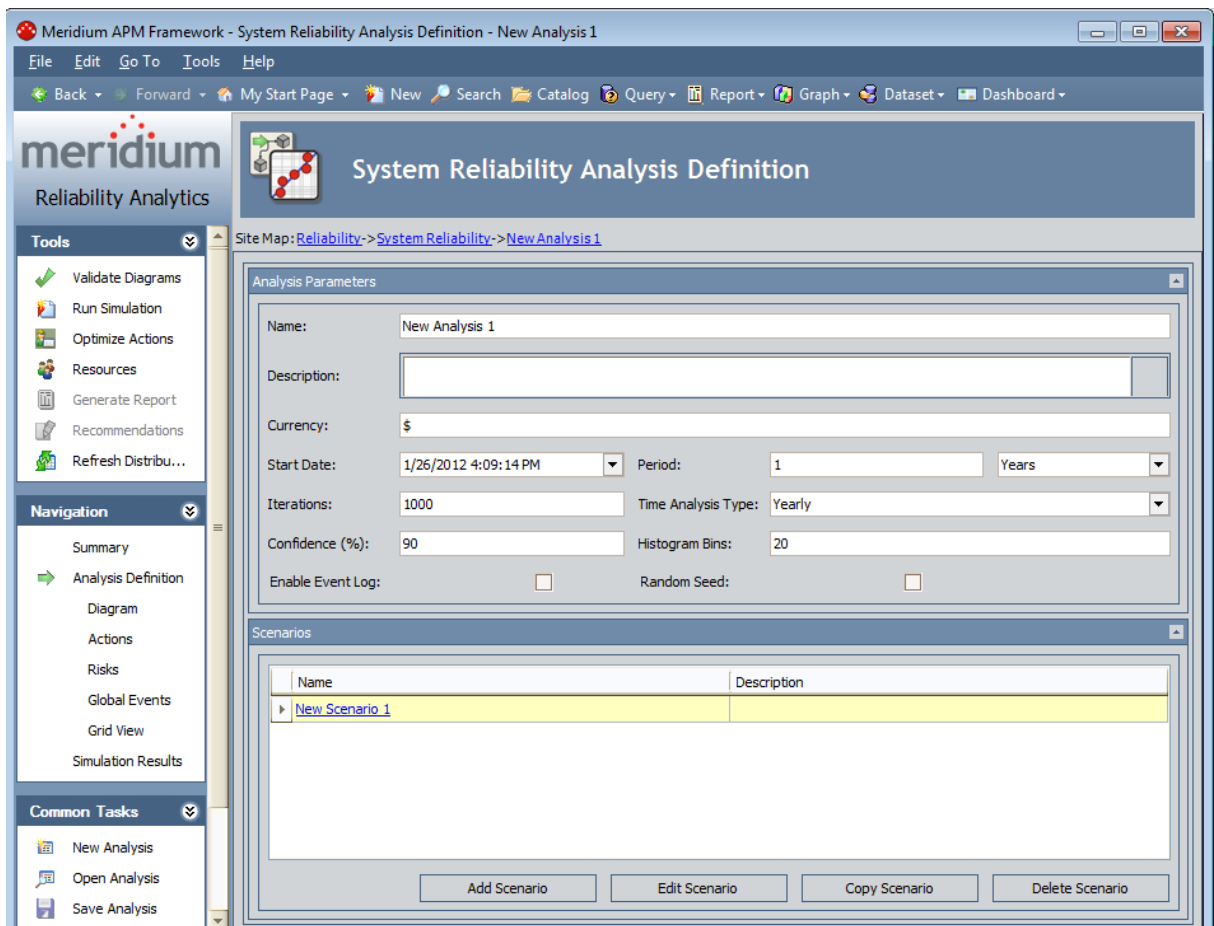 Meridium APM Framework - System Reliability Analysis Definition - New Analysis 1
File Edit Go To Tools Help
Back Forward My Start Page New Search Catalog Query Report Graph Dataset Dashboard
meridium
Reliability Analytics
System Reliability Analysis Definition
Site Map: Reliability->System Reliability->New Analysis 1
Tools
Validate Diagrams
Run Simulation
Optimize Actions
Resources
Generate Report
Recommendations
Refresh Distribu...
Navigation
Summary
Analysis Definition
Diagram
Actions
Risks
Global Events
Grid View
Simulation Results
Common Tasks
New Analysis
Open Analysis
Save Analysis
Analysis Parameters
Name: New Analysis 1
Description:
Currency: $
Start Date: 1/26/2012 4:09:14 PM Period: 1 Years
Iterations: 1000 Time Analysis Type: Yearly
Confidence (%): 90 Histogram Bins: 20
Enable Event Log: Random Seed:
Scenarios
Name Description
New Scenario 1
Add Scenario Edit Scenario Copy Scenario Delete Scenario